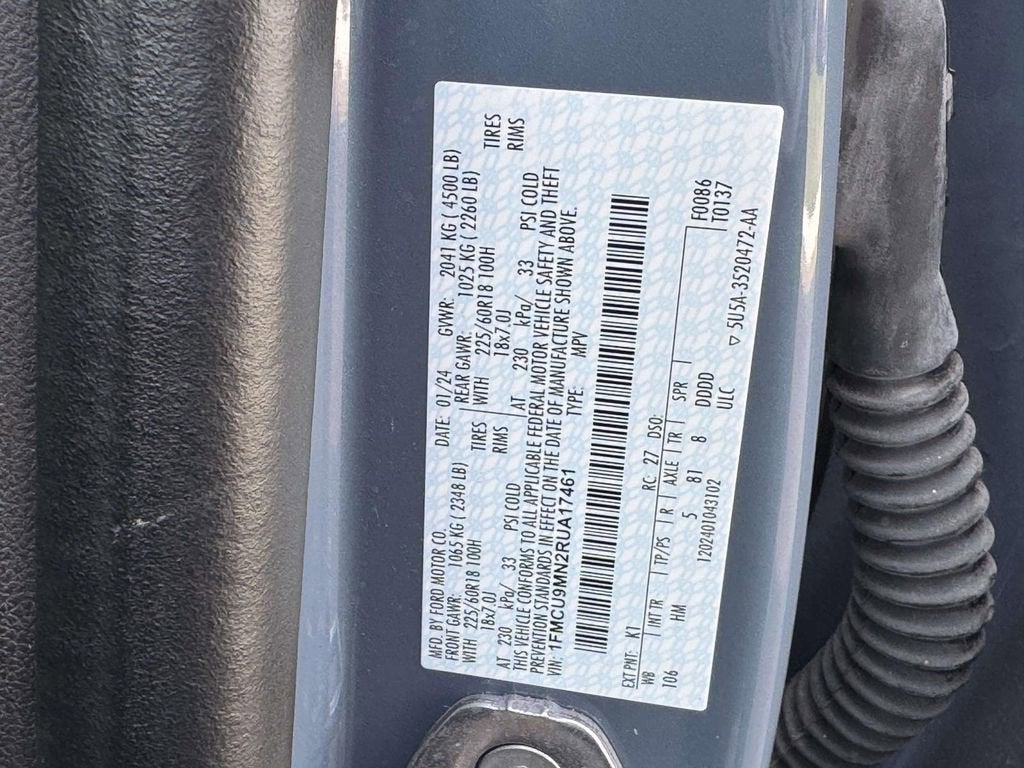 MFD. BY FORD MOTOR CO.
DATE: 01/24 GVWR: 2041 KG ( 4500 LB)
FRONT GAWR: 1065 KG ( 2348 LB) REAR GAWR: 1025 KG ( 2260 LB)
WITH 225/60R18 100H TIRES WITH 225/60R18 100H TIRES
18x7.0J RIMS 18x7.0J RIMS
AT 230 kPa/ 33 PSI COLD AT 230 kPa/ 33 PSI COLD
THIS VEHICLE CONFORMS TO ALL APPLICABLE FEDERAL MOTOR VEHICLE SAFETY AND THEFT
PREVENTION STANDARDS IN EFFECT ON THE DATE OF MANUFACTURE SHOWN ABOVE.
VIN: 1FMCU9MN2RUA17461 TYPE: MPV
EXT PNT: K1 RC: 27 DSO: F0086
WB INT TR TP/PS R AXLE TR SPR T0137
106 HM 5 81 8 DDDD
1202401043102 ULC
▽ 5U5A-3520472-AA